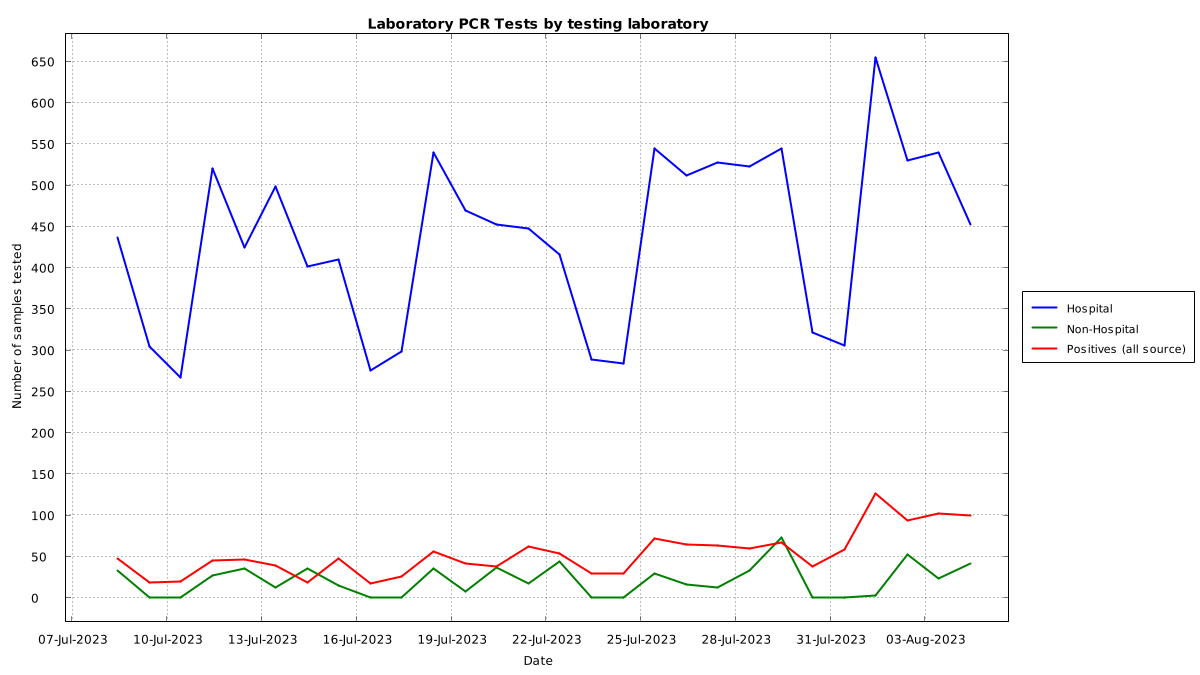 Laboratory PCR Tests by testing laboratory
650
600
550
500
450
400
350
300
250
200
150
100
50
0
Number of samples tested
07-Jul-2023 10-Jul-2023 13-Jul-2023 16-Jul-2023 19-Jul-2023 22-Jul-2023 25-Jul-2023 28-Jul-2023 31-Jul-2023 03-Aug-2023
Date
Hospital
Non-Hospital
Positives (all source)